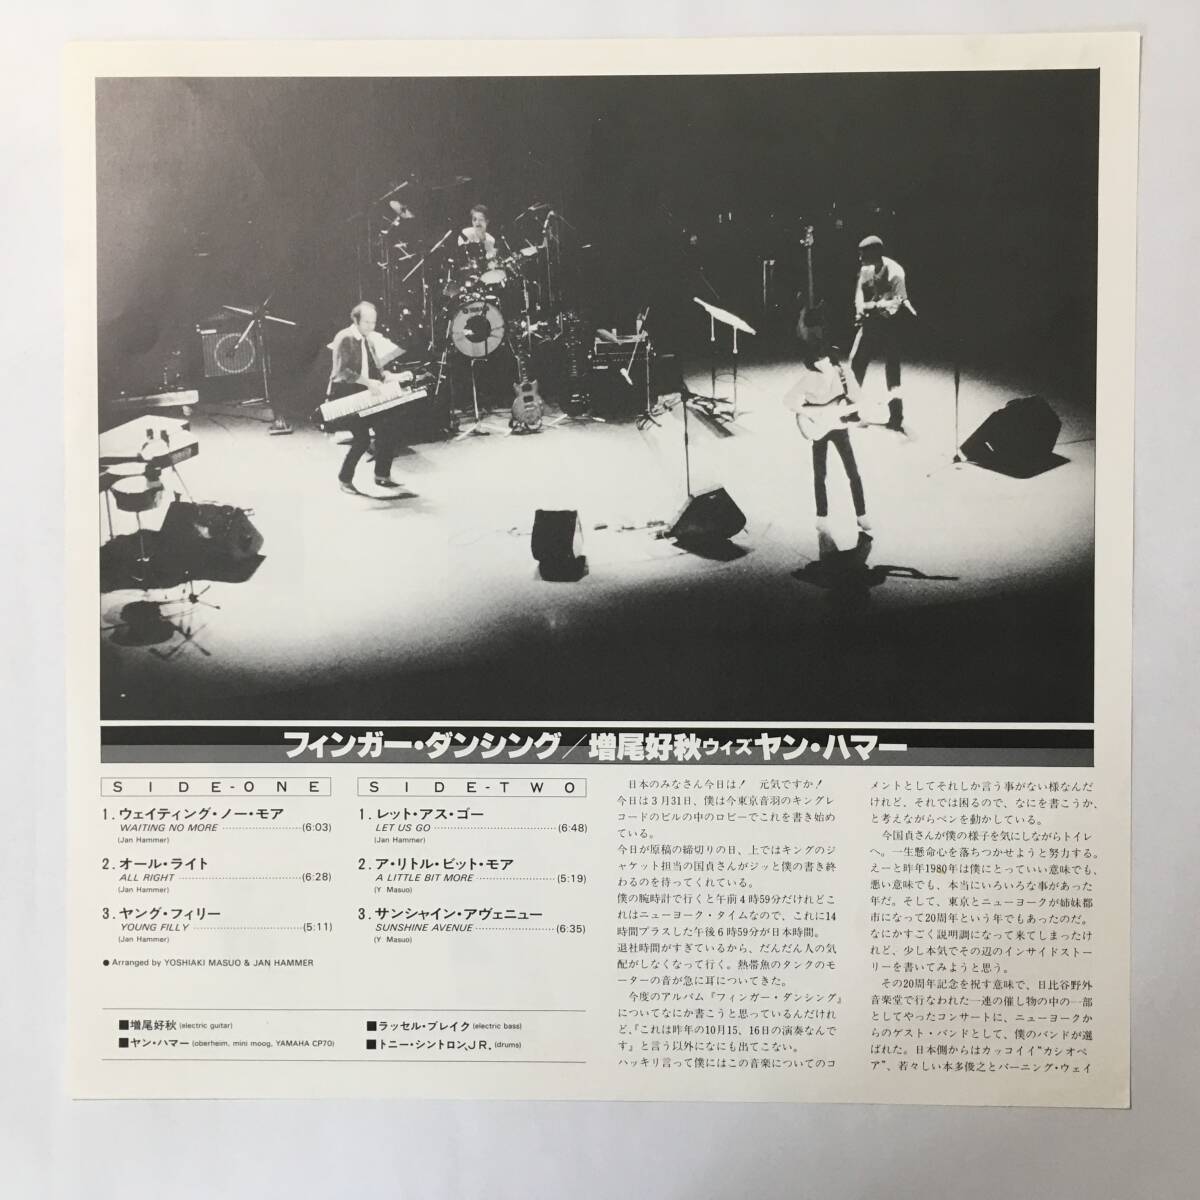 フィンガー・ダンシング／増尾好秋ウィズヤン・ハマー
SIDE-ONE
1. ウェイティング・ノー・モア
WAITING NO MORE (6:03)
(Jan Hammer)
2. オール・ライト
ALL RIGHT (6:28)
(Jan Hammer)
3. ヤング・フィリー
YOUNG FILLY (5:11)
(Jan Hammer)
● Arranged by YOSHIAKI MASUO & JAN HAMMER
SIDE-TWO
1. レット・アス・ゴー
LET US GO (6:48)
(Jan Hammer)
2. ア・リトル・ビット・モア
A LITTLE BIT MORE (5:19)
(Y. Masuo)
3. サンシャイン・アヴェニュー
SUNSHINE AVENUE (6:35)
(Y. Masuo)
■増尾好秋 (electric guitar)
■ヤン・ハマー (oberheim, mini moog, YAMAHA CP70)
■ラッセル・ブレイク (electric bass)
■トニー・シントロン,JR. (drums)
日本のみなさん今日は！ 元気ですか！
今日は3月31日、僕は今東京音羽のキングレ
コードのビルの中のロビーでこれを書き始め
ている。
今日が原稿の締切りの日、上ではキングのジ
ャケット担当の国貞さんがジッと僕の書き終
わるのを待ってくれている。
僕の腕時計で行くと午前4時59分だけれどこ
れはニューヨーク・タイムなので、これに14
時間プラスした午後6時59分が日本時間。
退社時間がすぎているから、だんだん人の気
配がしなくなって行く。熱帯魚のタンクのモ
ーターの音が急に耳についてきた。
今度のアルバム『フィンガー・ダンシング』
についてなにか書こうと思っているんだけれ
ど、『これは昨年の10月15、16日の演奏なんで
す』と言う以外になにも出てこない。
ハッキリ言って僕にはこの音楽についてのコ
メントとしてそれしか言う事がない様なんだ
けれど、それでは困るので、なにを書こうか、
と考えながらペンを動かしている。
今国貞さんが僕の様子を気にしながらトイレ
へ。一生懸命心を落ちつかせようと努力する。
えーと昨年1980年は僕にとっていい意味でも、
悪い意味でも、本当にいろいろな事があった
年だ。そして、東京とニューヨークが姉妹都
市になって20周年という年でもあったのだ。
なにかすごく説明調になって来てしまったけ
れど、少し本気でその辺のインサイドストー
リーを書いてみようと思う。
その20周年記念を祝す意味で、日比谷野外
音楽堂で行なわれた一連の催し物の中の一部
としてやったコンサートに、ニューヨークか
らのゲスト・バンドとして、僕のバンドが選
ばれた。日本側からはカッコイイ“カシオペ
ア”、若々しい本多俊之とバーニング・ウェイ